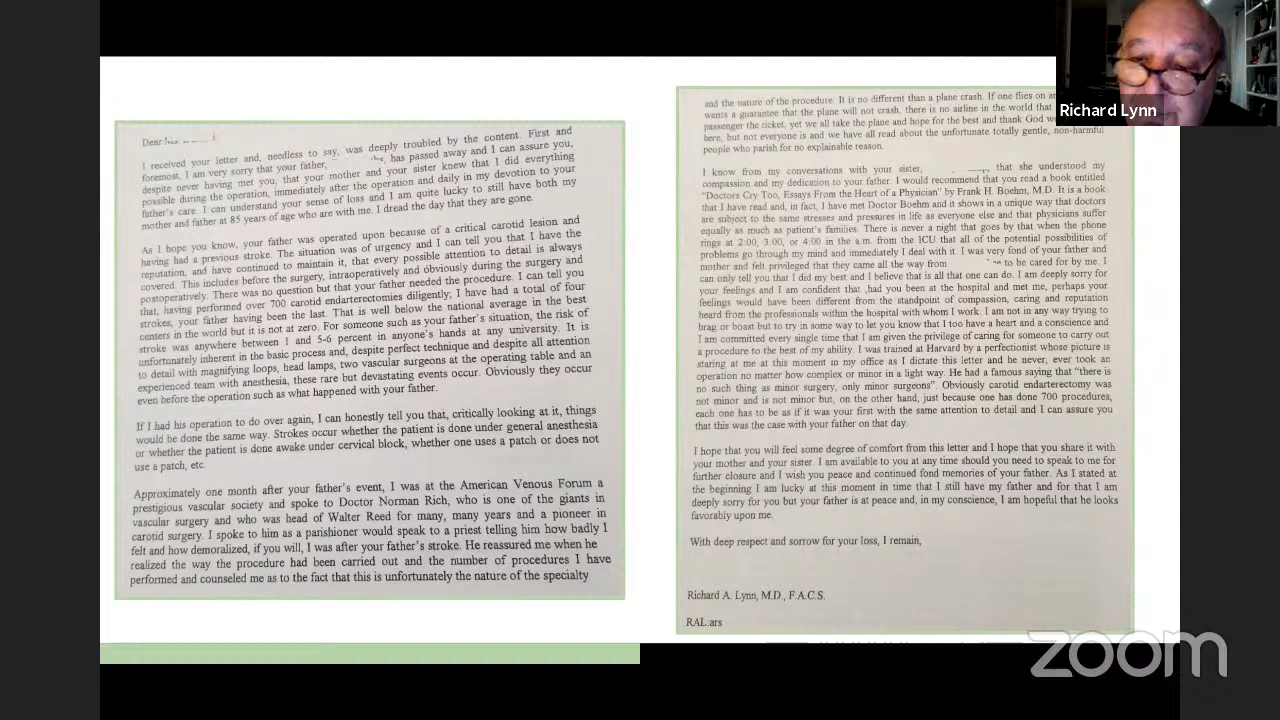 Dear
I received your letter and, needless to say, was deeply troubled by the content. First and
foremost, I am very sorry that your father, has passed away and I can assure you,
despite never having met you, that your mother and your sister knew that I did everything
possible during the operation, immediately after the operation and daily in my devotion to your
father's care. I can understand your sense of loss and I am quite lucky to still have both my
mother and father at 85 years of age who are with me. I dread the day that they are gone.
As I hope you know, your father was operated upon because of a critical carotid lesion and
having had a previous stroke. The situation was of urgency and I can tell you that I have the
reputation, and have continued to maintain it, that every possible attention to detail is always
covered. This includes before the surgery, intraoperatively and obviously during the surgery and
postoperatively. There was no question but that your father needed the procedure. I can tell you
that, having performed over 700 carotid endarterectomies diligently; I have had a total of four
strokes, your father having been the last. That is well below the national average in the best
centers in the world but it is not at zero. For someone such as your father's situation, the risk of
stroke was anywhere between 1 and 5-6 percent in anyone's hands at any university. It is
unfortunately inherent in the basic process and, despite perfect technique and despite all attention
to detail with magnifying loops, head lamps, two vascular surgeons at the operating table and an
experienced team with anesthesia, these rare but devastating events occur. Obviously they occur
even before the operation such as what happened with your father.
If I had his operation to do over again, I can honestly tell you that, critically looking at it, things
would be done the same way. Strokes occur whether the patient is done under general anesthesia
or whether the patient is done awake under cervical block, whether one uses a patch or does not
use a patch, etc.
Approximately one month after your father's event, I was at the American Venous Forum a
prestigious vascular society and spoke to Doctor Norman Rich, who is one of the giants in
vascular surgery and who was head of Walter Reed for many, many years and a pioneer in
carotid surgery. I spoke to him as a parishioner would speak to a priest telling him how badly I
felt and how demoralized, if you will, I was after your father's stroke. He reassured me when he
realized the way the procedure had been carried out and the number of procedures I have
performed and counseled me as to the fact that this is unfortunately the nature of the specialty
and the nature of the procedure. It is no different than a plane crash. If one flies on
wants a guarantee that the plane will not crash, there is no airline in the world that
passenger the ticket, yet we all take the plane and hope for the best and thank God
here, but not everyone is and we have all read about the unfortunate totally gentle, non-harmful
people who parish for no explainable reason.
I know from my conversations with your sister, that she understood my
compassion and my dedication to your father. I would recommend that you read a book entitled
"Doctors Cry Too, Essays From the Heart of a Physician" by Frank H. Boehm, M.D. It is a book
that I have read and, in fact, I have met Doctor Boehm and it shows in a unique way that doctors
are subject to the same stresses and pressures in life as everyone else and that physicians suffer
equally as much as patient's families. There is never a night that goes by that when the phone
rings at 2:00, 3:00, or 4:00 in the a.m. from the ICU that all of the potential possibilities of
problems go through my mind and immediately I deal with it. I was very fond of your father and
mother and felt privileged that they came all the way from to be cared for by me. I
can only tell you that I did my best and I believe that is all that one can do. I am deeply sorry for
your feelings and I am confident that ,had you been at the hospital and met me, perhaps your
feelings would have been different from the standpoint of compassion, caring and reputation
heard from the professionals within the hospital with whom I work. I am not in any way trying to
brag or boast but to try in some way to let you know that I too have a heart and a conscience and
I am committed every single time that I am given the privilege of caring for someone to carry out
a procedure to the best of my ability. I was trained at Harvard by a perfectionist whose picture is
staring at me at this moment in my office as I dictate this letter and he never, ever took an
operation no matter how complex or minor in a light way. He had a famous saying that "there is
no such thing as minor surgery, only minor surgeons". Obviously carotid endarterectomy was
not minor and is not minor but, on the other hand, just because one has done 700 procedures,
each one has to be as if it was your first with the same attention to detail and I can assure you
that this was the case with your father on that day.
I hope that you will feel some degree of comfort from this letter and I hope that you share it with
your mother and your sister. I am available to you at any time should you need to speak to me for
further closure and I wish you peace and continued fond memories of your father. As I stated at
the beginning I am lucky at this moment in time that I still have my father and for that I am
deeply sorry for you but your father is at peace and, in my conscience, I am hopeful that he looks
favorably upon me.
With deep respect and sorrow for your loss, I remain,
Richard A. Lynn, M.D., F.A.C.S.
RAL:ars
Richard Lynn
zoom